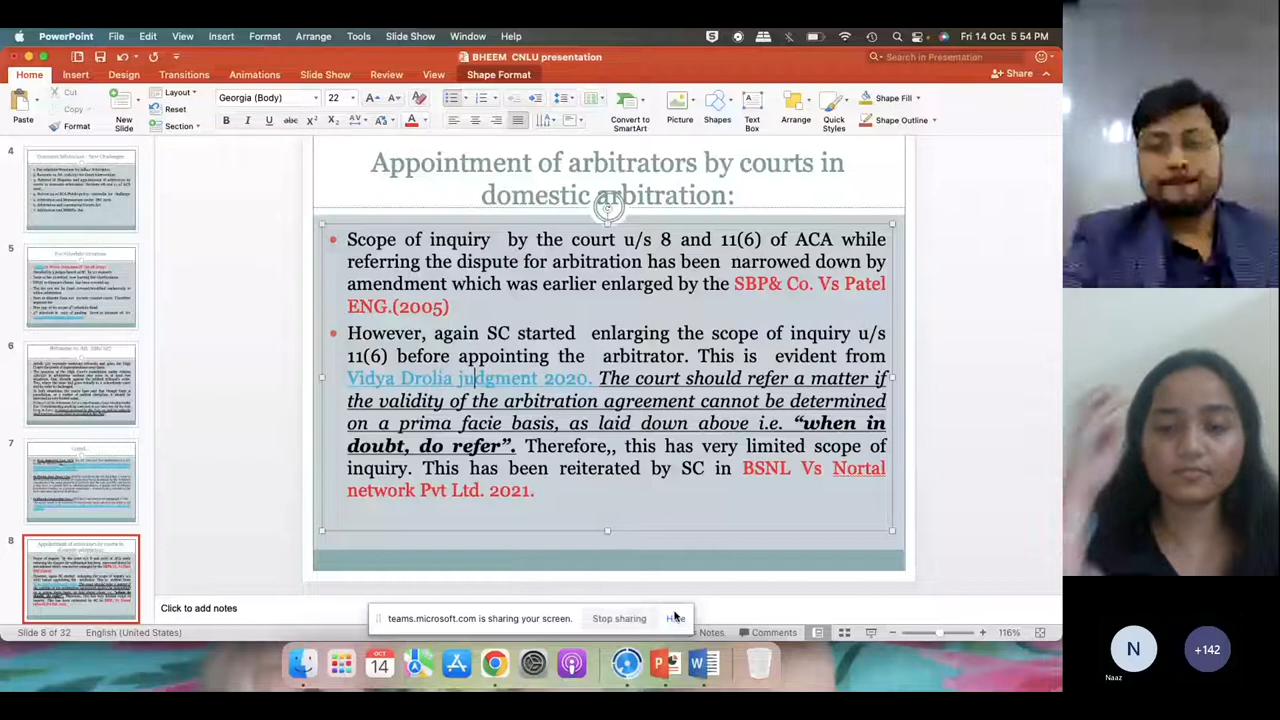 PowerPoint File Edit View Insert Format Arrange Tools Slide Show Window Help Fri 14 Oct 5:54 PM
BHEEM CNLU presentation Search in Presentation
Home Insert Design Transitions Animations Slide Show Review View Shape Format Share
Paste Cut Copy Format New Slide Layout Reset Section Georgia (Body) 22 Convert to SmartArt Picture Shapes Text Box Arrange Quick Styles Shape Fill Shape Outline
4
5
6
7
8
Appointment of arbitrators by courts in
domestic arbitration:
• Scope of inquiry by the court u/s 8 and 11(6) of ACA while
referring the dispute for arbitration has been narrowed down by
amendment which was earlier enlarged by the SBP& Co. Vs Patel
ENG.(2005)
• However, again SC started enlarging the scope of inquiry u/s
11(6) before appointing the arbitrator. This is evident from
Vidya Drolia judgment 2020. The court should refer a matter if
the validity of the arbitration agreement cannot be determined
on a prima facie basis, as laid down above i.e. “when in
doubt, do refer”. Therefore,, this has very limited scope of
inquiry. This has been reiterated by SC in BSNL Vs Nortal
network Pvt Ltd. 2021.
Click to add notes
teams.microsoft.com is sharing your screen. Stop sharing Hide
Slide 8 of 32 English (United States) Notes Comments 116%
OCT
14
N
Naaz
+142